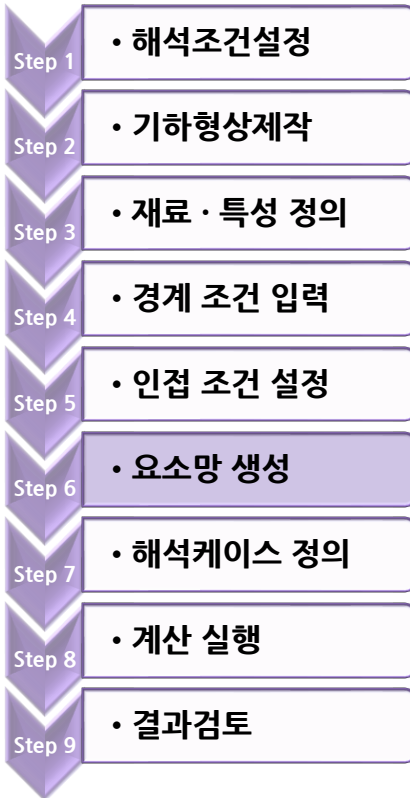 Step 1
• 해석조건설정
Step 2
• 기하형상제작
Step 3
• 재료 · 특성 정의
Step 4
• 경계 조건 입력
Step 5
• 인접 조건 설정
Step 6
• 요소망 생성
Step 7
• 해석케이스 정의
Step 8
• 계산 실행
Step 9
• 결과검토